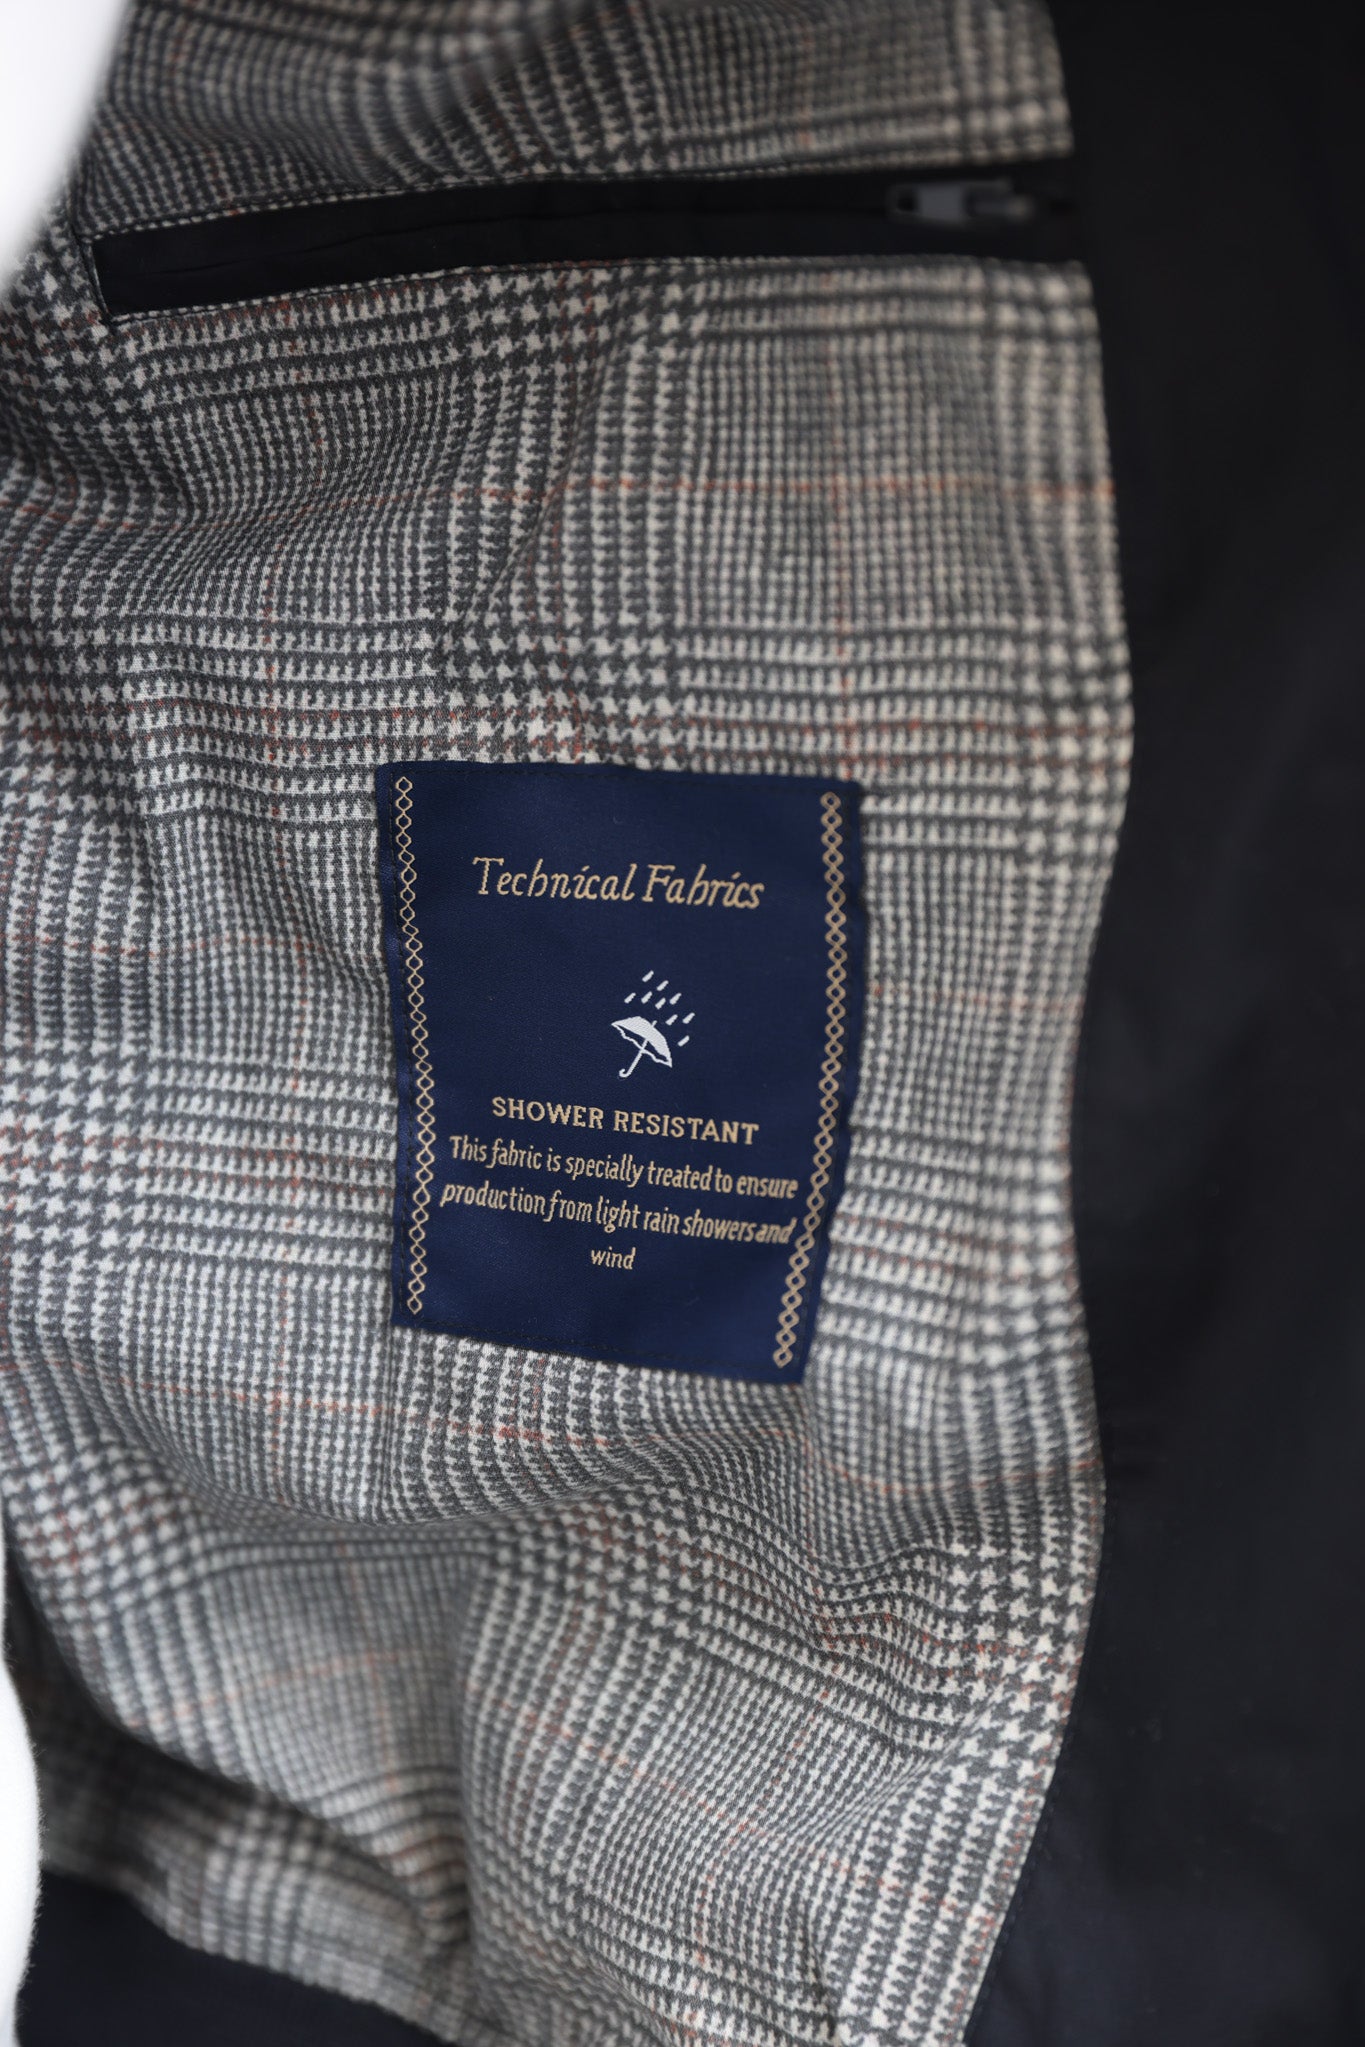 Technical Fabrics
SHOWER RESISTANT
This fabric is specially treated to ensure
production from light rain showers and
wind